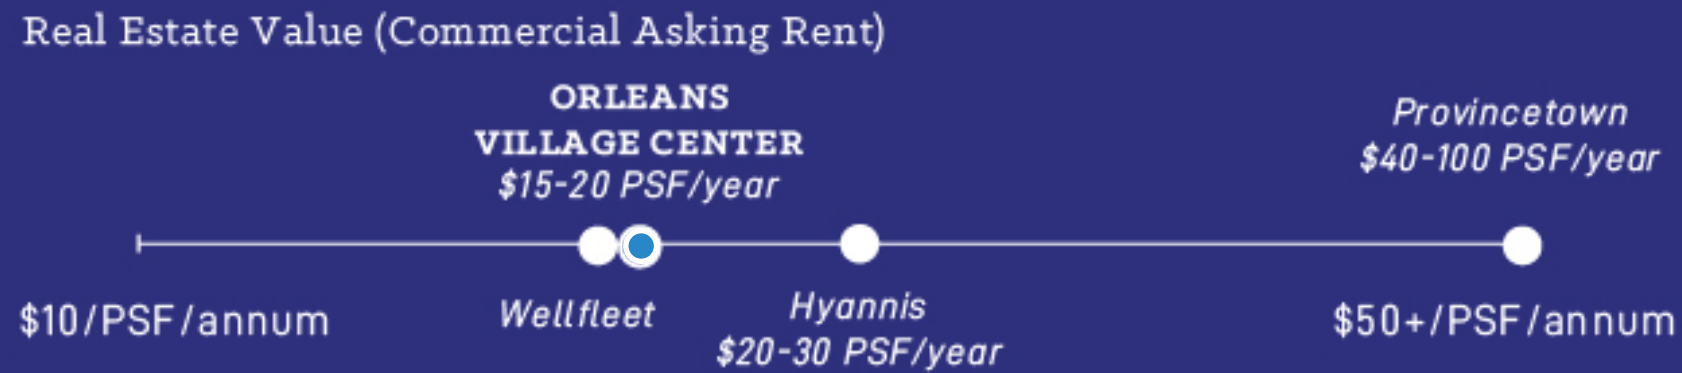 Real Estate Value (Commercial Asking Rent)
ORLEANS
VILLAGE CENTER
$15-20 PSF/year
Provincetown
$40-100 PSF/year
$10/PSF/annum
Wellfleet
Hyannis
$20-30 PSF/year
$50+/PSF/annum